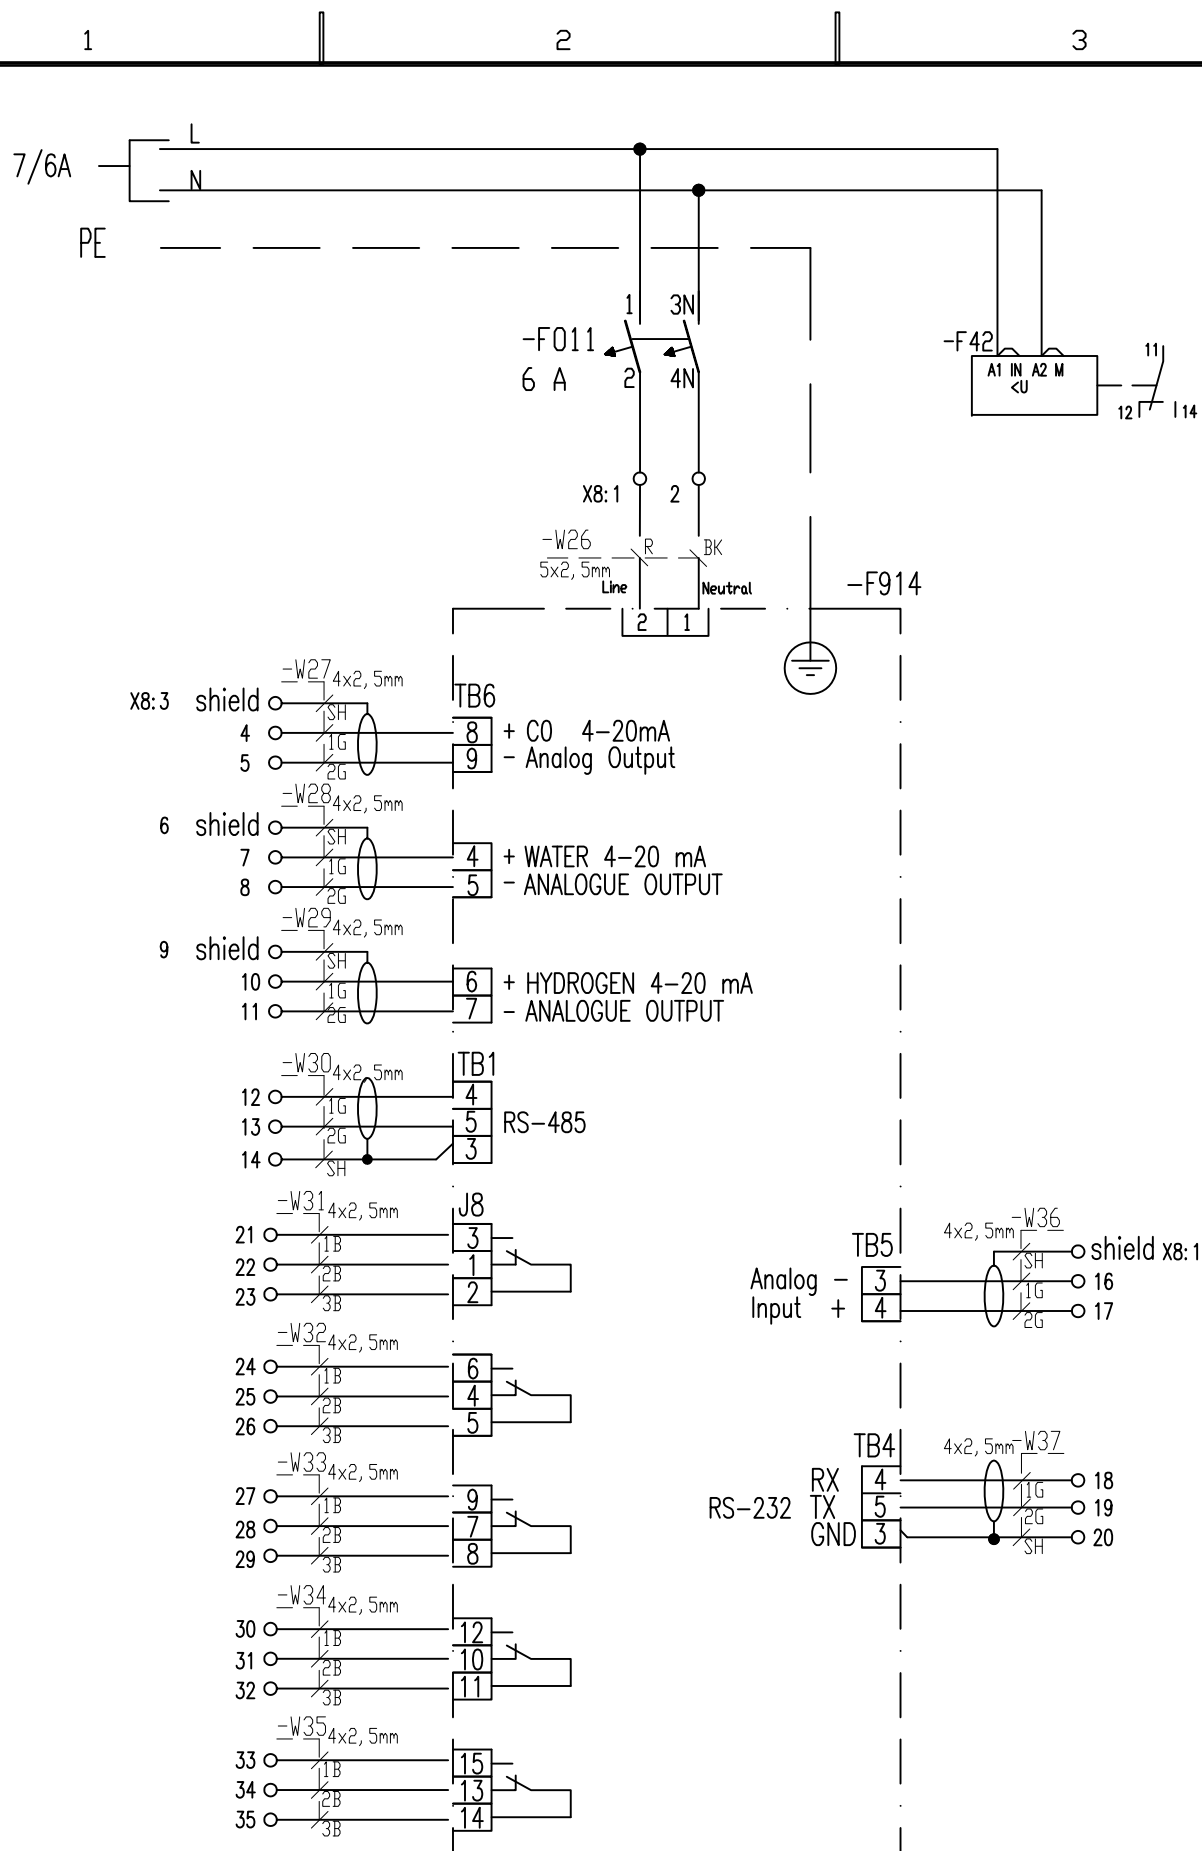 1 2 3
L
7/6A
N
PE
1 3N
-F011
6 A
2 4N
-F42
A1 IN A2 M
<U
11
12 14
X8:1 2
-W26
5x2,5mm
R BK
Line Neutral
2 1
-F914
-W27 4x2,5mm
X8:3 shield SH
4 1G
5 2G
TB6
8 + CO 4-20mA
9 - Analog Output
-W28 4x2,5mm
6 shield SH
7 1G 4 + WATER 4-20 mA
8 2G 5 - ANALOGUE OUTPUT
-W29 4x2,5mm
9 shield SH
10 1G 6 + HYDROGEN 4-20 mA
11 2G 7 - ANALOGUE OUTPUT
-W30 4x2,5mm TB1
12 1G 4
13 2G 5 RS-485
14 SH 3
-W31 4x2,5mm J8
21 1B 3
22 2B 1
23 3B 2
4x2,5mm -W36
TB5 SH shield X8:1
Analog - 3 1G 16
Input + 4 2G 17
-W32 4x2,5mm
24 1B 6
25 2B 4
26 3B 5
-W33 4x2,5mm
27 1B 9
28 2B 7
29 3B 8
TB4 4x2,5mm -W37
RX 4 1G 18
RS-232 TX 5 2G 19
GND 3 SH 20
-W34 4x2,5mm
30 1B 12
31 2B 10
32 3B 11
-W35 4x2,5mm
33 1B 15
34 2B 13
35 3B 14